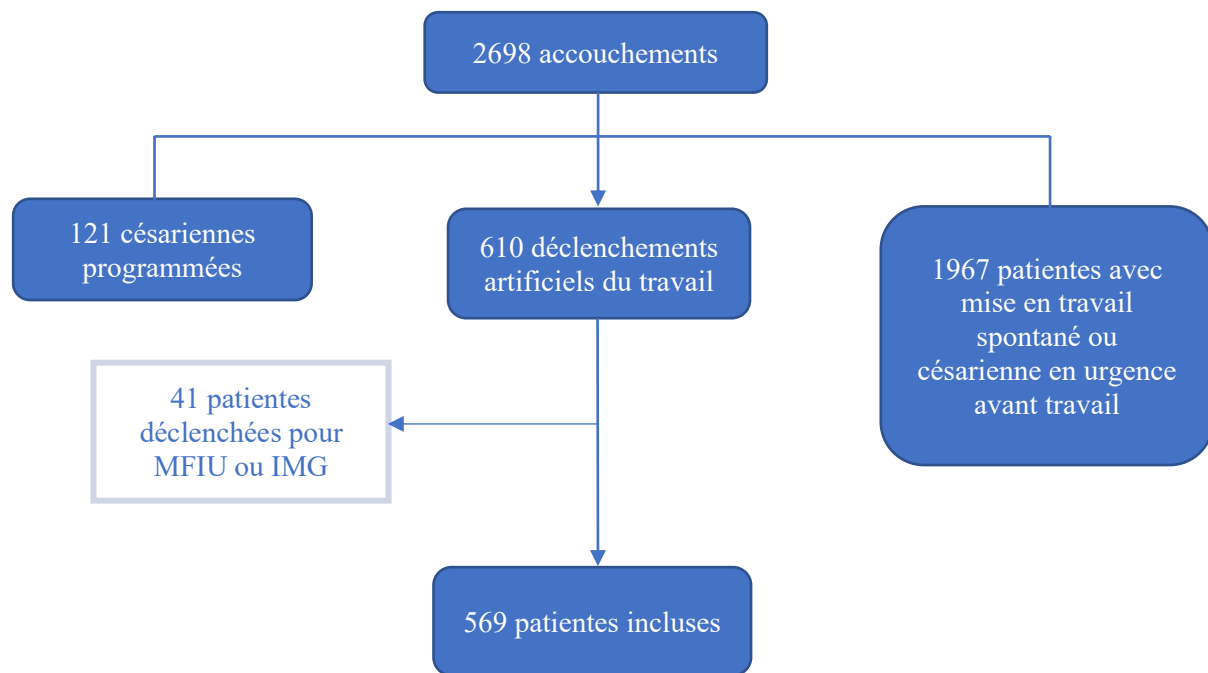 2698 accouchements
121 césariennes
programmées
610 déclenchements
artificiels du travail
1967 patientes avec
mise en travail
spontané ou
césarienne en urgence
avant travail
41 patientes
déclenchées pour
MFIU ou IMG
569 patientes incluses